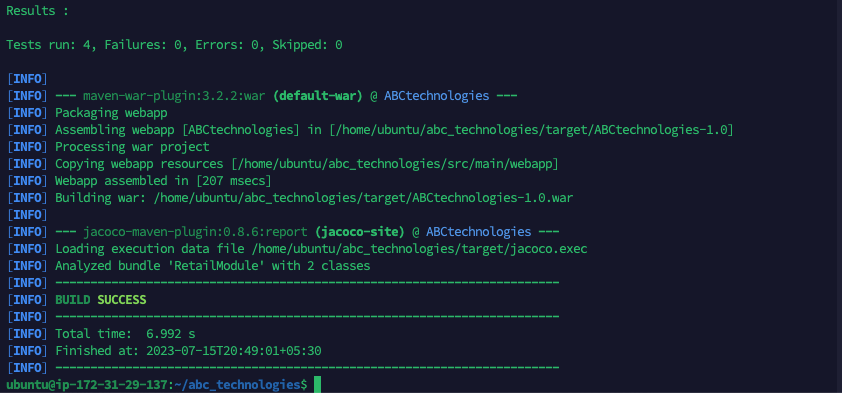 Results :
Tests run: 4, Failures: 0, Errors: 0, Skipped: 0
[INFO]
[INFO] --- maven-war-plugin:3.2.2:war (default-war) @ ABCtechnologies ---
[INFO] Packaging webapp
[INFO] Assembling webapp [ABCtechnologies] in [/home/ubuntu/abc_technologies/target/ABCtechnologies-1.0]
[INFO] Processing war project
[INFO] Copying webapp resources [/home/ubuntu/abc_technologies/src/main/webapp]
[INFO] Webapp assembled in [207 msecs]
[INFO] Building war: /home/ubuntu/abc_technologies/target/ABCtechnologies-1.0.war
[INFO]
[INFO] --- jacoco-maven-plugin:0.8.6:report (jacoco-site) @ ABCtechnologies ---
[INFO] Loading execution data file /home/ubuntu/abc_technologies/target/jacoco.exec
[INFO] Analyzed bundle 'RetailModule' with 2 classes
[INFO] ------------------------------------------------------------------------
[INFO] BUILD SUCCESS
[INFO] ------------------------------------------------------------------------
[INFO] Total time:  6.992 s
[INFO] Finished at: 2023-07-15T20:49:01+05:30
[INFO] ------------------------------------------------------------------------
ubuntu@ip-172-31-29-137:~/abc_technologies$